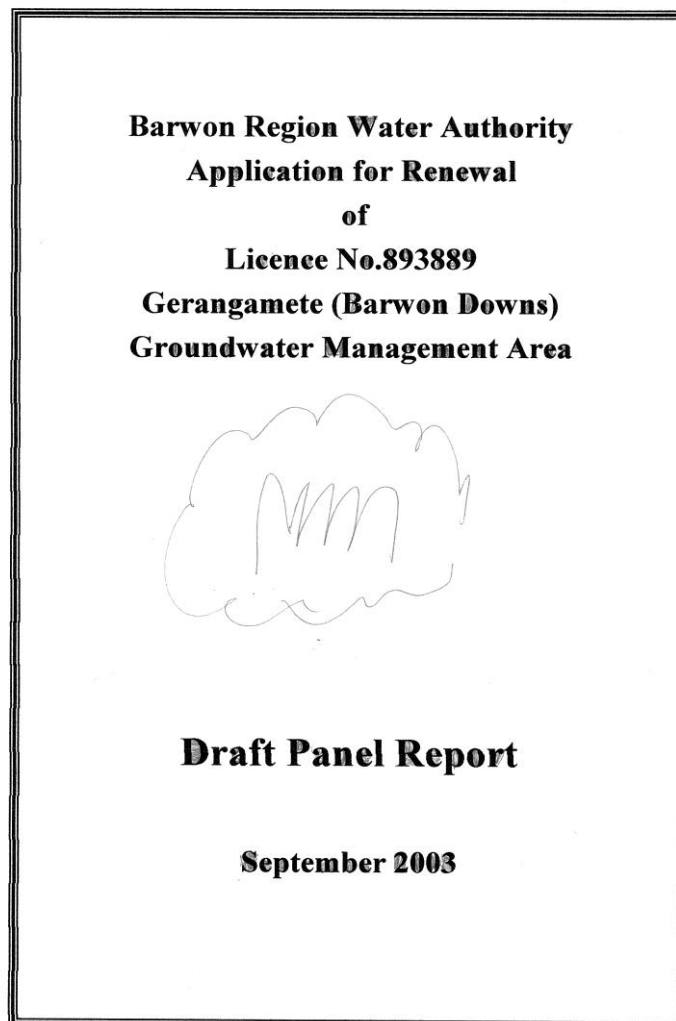 Barwon Region Water Authority
Application for Renewal
of
Licence No.893889
Gerangamete (Barwon Downs)
Groundwater Management Area
Draft Panel Report
September 2003